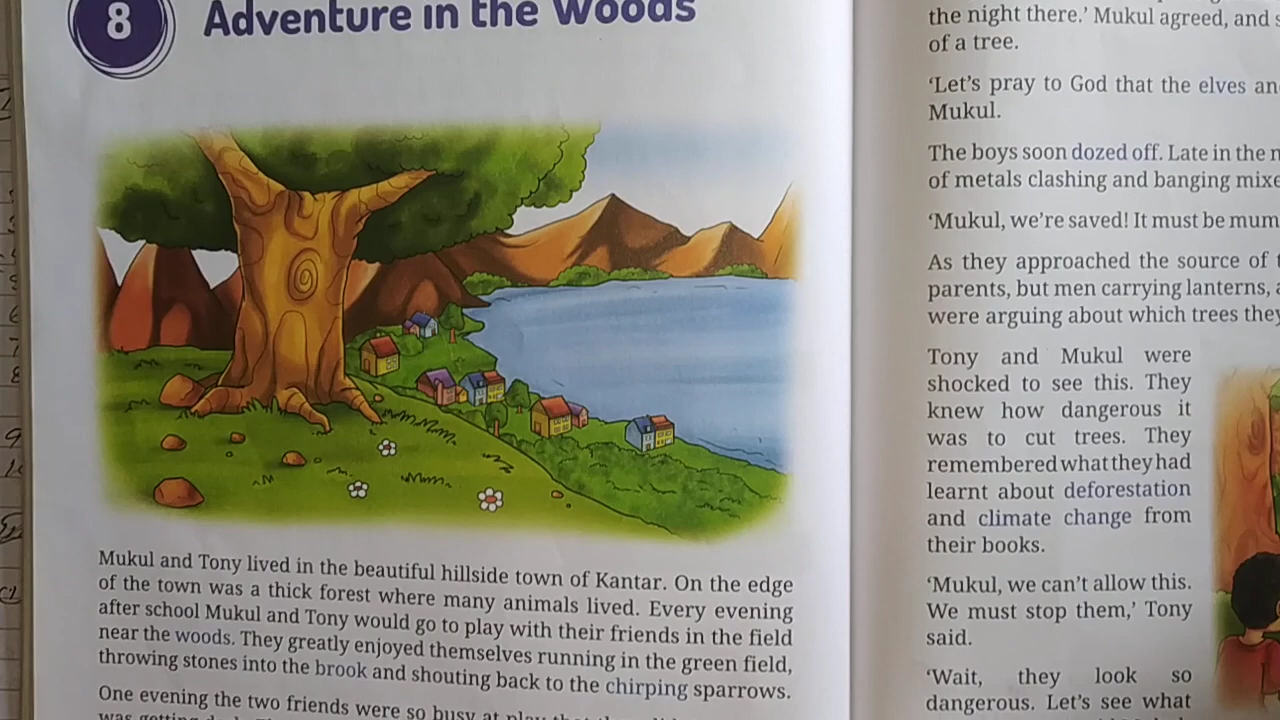 8
Adventure in the Woods
Mukul and Tony lived in the beautiful hillside town of Kantar. On the edge
of the town was a thick forest where many animals lived. Every evening
after school Mukul and Tony would go to play with their friends in the field
near the woods. They greatly enjoyed themselves running in the green field,
throwing stones into the brook and shouting back to the chirping sparrows.
One evening the two friends were so busy at play that
was getting dark.
the night there.’ Mukul agreed, and
of a tree.
‘Let’s pray to God that the elves
Mukul.
The boys soon dozed off. Late in the
of metals clashing and banging
‘Mukul, we’re saved! It must be
As they approached the source of
parents, but men carrying lanterns,
were arguing about which trees they
Tony and Mukul were
shocked to see this. They
knew how dangerous it
was to cut trees. They
remembered what they had
learnt about deforestation
and climate change from
their books.
‘Mukul, we can’t allow this.
We must stop them,’ Tony
said.
‘Wait, they look so
dangerous. Let’s see what